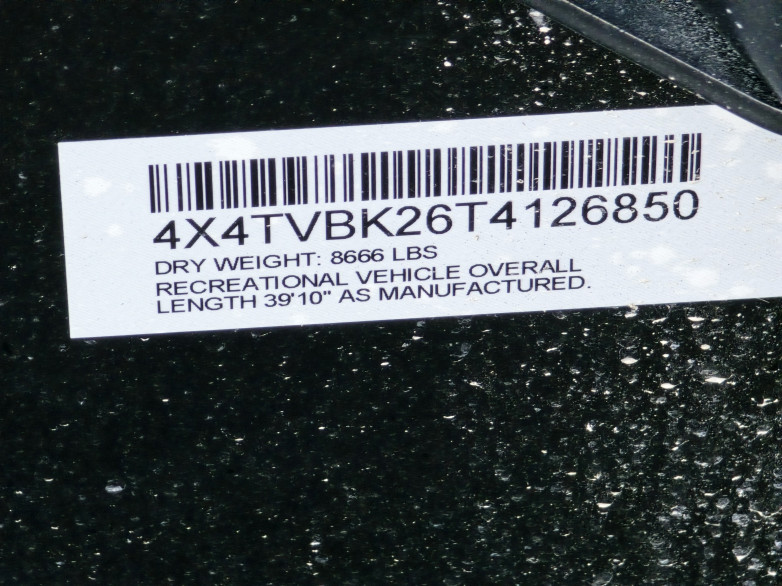 4X4TVBK26T4126850
DRY WEIGHT: 8666 LBS
RECREATIONAL VEHICLE OVERALL
LENGTH 39'10" AS MANUFACTURED.